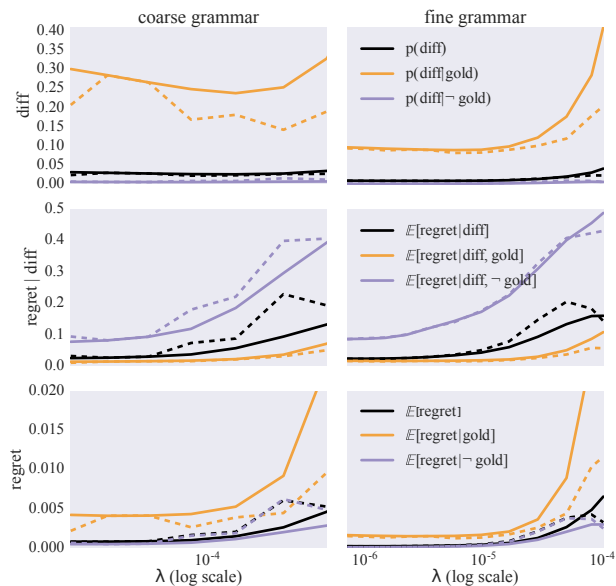 coarse grammar
fine grammar
0.40
0.35
0.30
0.25
0.20
0.15
0.10
0.05
0.00
diff
p(diff)
p(diff|gold)
p(diff|¬ gold)
0.5
0.4
0.3
0.2
0.1
0.0
regret | diff
𝔼[regret|diff]
𝔼[regret|diff, gold]
𝔼[regret|diff, ¬ gold]
0.020
0.015
0.010
0.005
0.000
regret
𝔼[regret]
𝔼[regret|gold]
𝔼[regret|¬ gold]
10⁻⁴
10⁻⁶
10⁻⁵
10⁻⁴
λ (log scale)
λ (log scale)